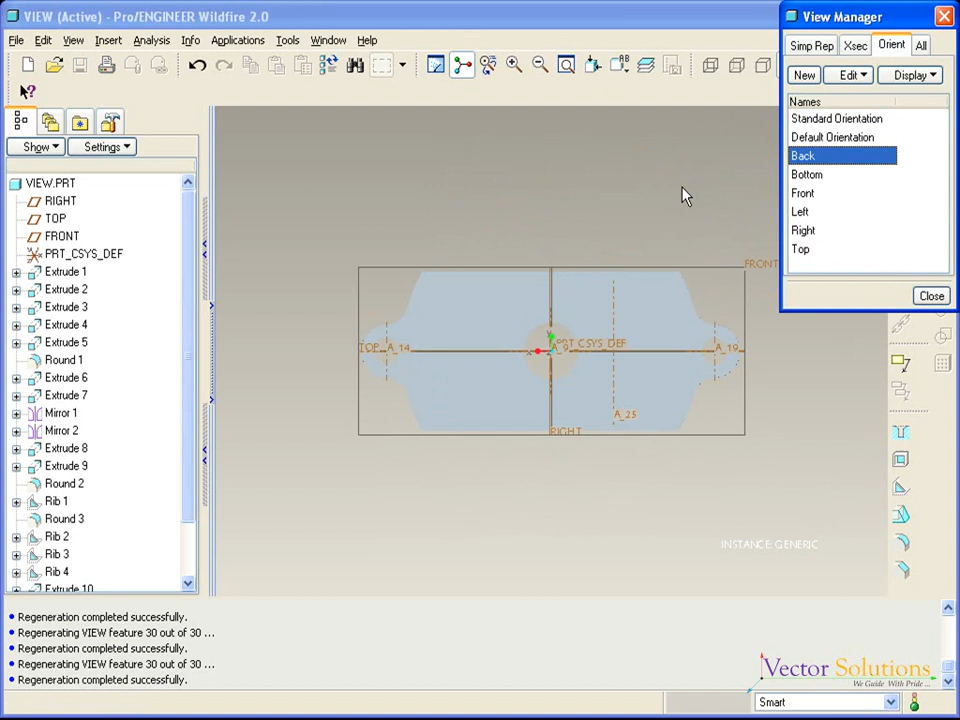 VIEW (Active) - Pro/ENGINEER Wildfire 2.0
File Edit View Insert Analysis Info Applications Tools Window Help
Show Settings
VIEW.PRT
RIGHT
TOP
FRONT
PRT_CSYS_DEF
Extrude 1
Extrude 2
Extrude 3
Extrude 4
Extrude 5
Round 1
Extrude 6
Extrude 7
Mirror 1
Mirror 2
Extrude 8
Extrude 9
Round 2
Rib 1
Round 3
Rib 2
Rib 3
Rib 4
Extrude 10
View Manager
Simp Rep Xsec Orient All
New Edit Display
Names
Standard Orientation
Default Orientation
Back
Bottom
Front
Left
Right
Top
Close
FRONT
TOP A_14 PRT_CSYS_DEF A_19
A_9
A_25
RIGHT
INSTANCE: GENERIC
Regeneration completed successfully.
Regenerating VIEW feature 30 out of 30 ...
Regeneration completed successfully.
Regenerating VIEW feature 30 out of 30 ...
Regeneration completed successfully.
Vector Solutions
We Guide With Pride ...
Smart